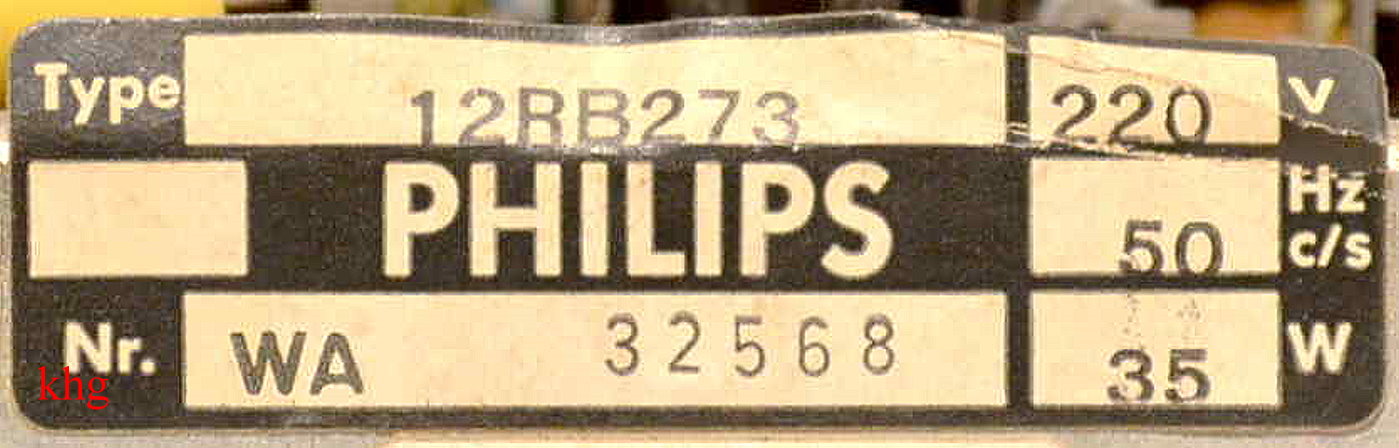 Type 12RB273 220 V
PHILIPS 50 Hz c/s
Nr. WA 32568 35 W
khg